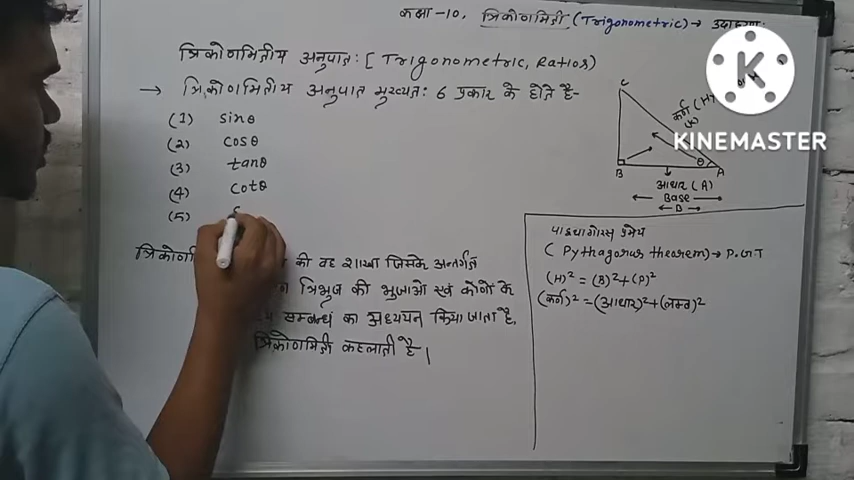 कक्षा-10, त्रिकोणमिती (Trigonometric)→
त्रिकोणमितीय अनुपातः [Trigonometric, Ratios)
→ त्रिकोणमितीय अनुपात मुख्यतः 6 प्रकार के होते है-
(1) sinθ
(2) cosθ
(3) tanθ
(4) cotθ
(5)
की वह शाखा जिसके अन्तर्गत
त्रिभुज की भुजाओ एवं कोणो के
सम्बन्ध का अध्ययन किया जाता है,
त्रिकोणमिती कहलाती है।
C
कर्ण (H)
(K)
θ
B A
आधार (A)
Base
B
पाइथागोरस प्रमेय
( Pythagorus theorem)→ P.G.T
(H)² = (B)²+(P)²
(कर्ण)² = (आधार)²+(लम्ब)²
KINEMASTER